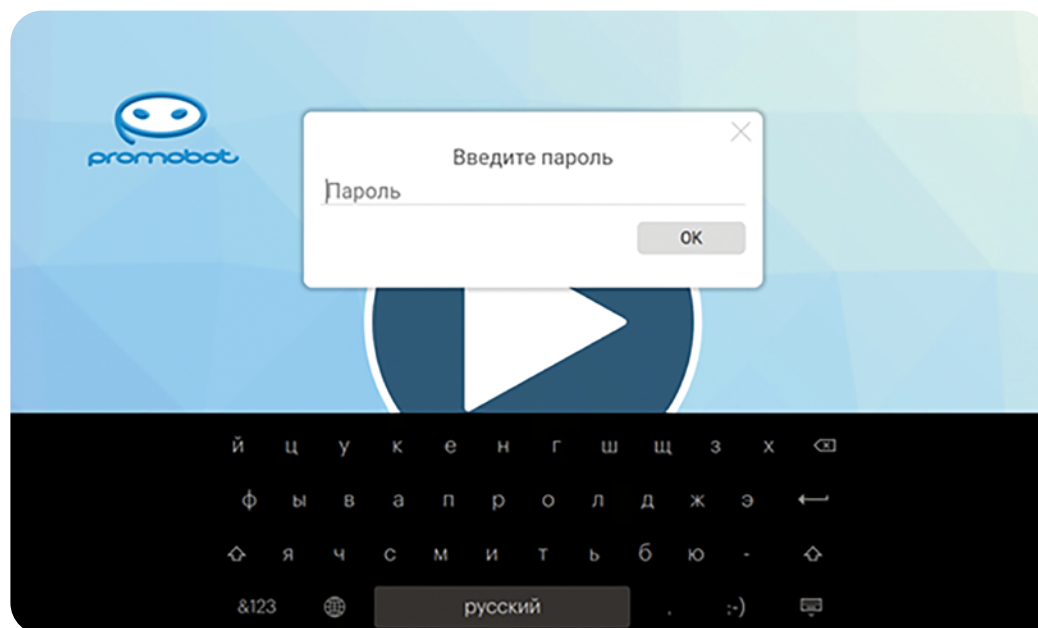 promobot
Введите пароль
Пароль
OK
й ц у к е н г ш щ з х
ф ы в а п р о л д ж э
я ч с м и т ь б ю -
&123 русский . :-)